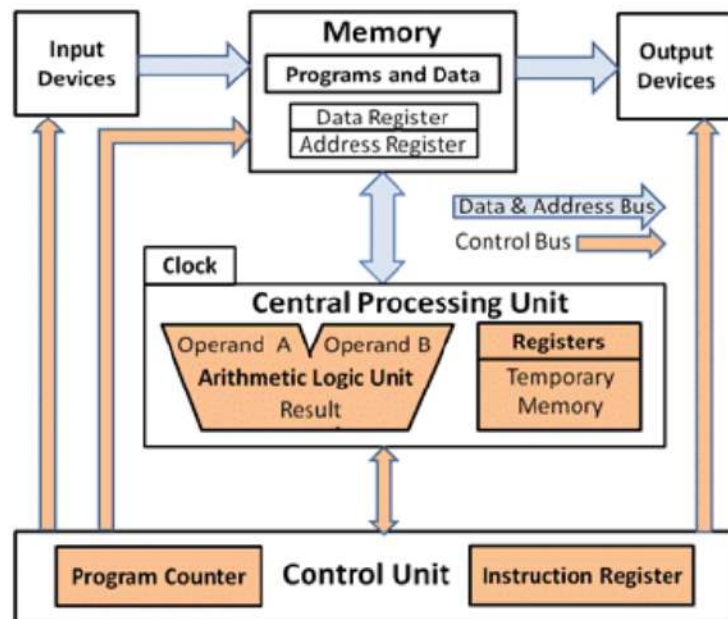 Input
Devices
Memory
Programs and Data
Data Register
Address Register
Output
Devices
Data & Address Bus
Control Bus
Clock
Central Processing Unit
Operand A Operand B
Arithmetic Logic Unit
Result
Registers
Temporary
Memory
Program Counter
Control Unit
Instruction Register